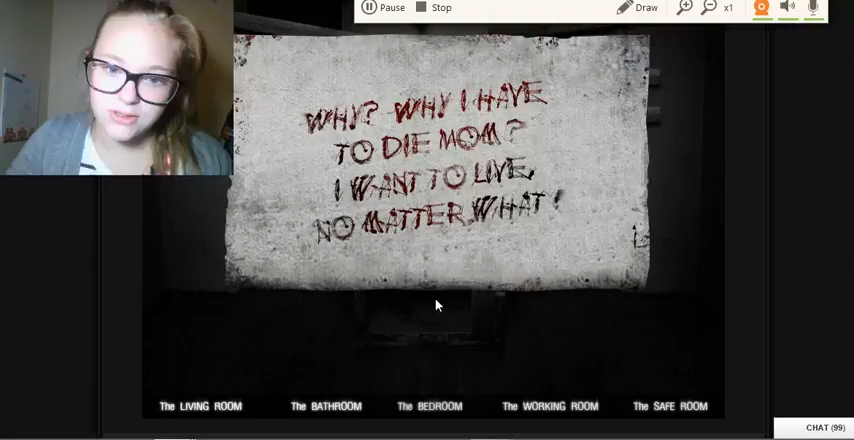 Pause Stop Draw x1
WHY? WHY I HAVE
TO DIE MOM?
I WANT TO LIVE,
NO MATTER WHAT!
The LIVING ROOM The BATHROOM The BEDROOM The WORKING ROOM The SAFE ROOM
CHAT (99)